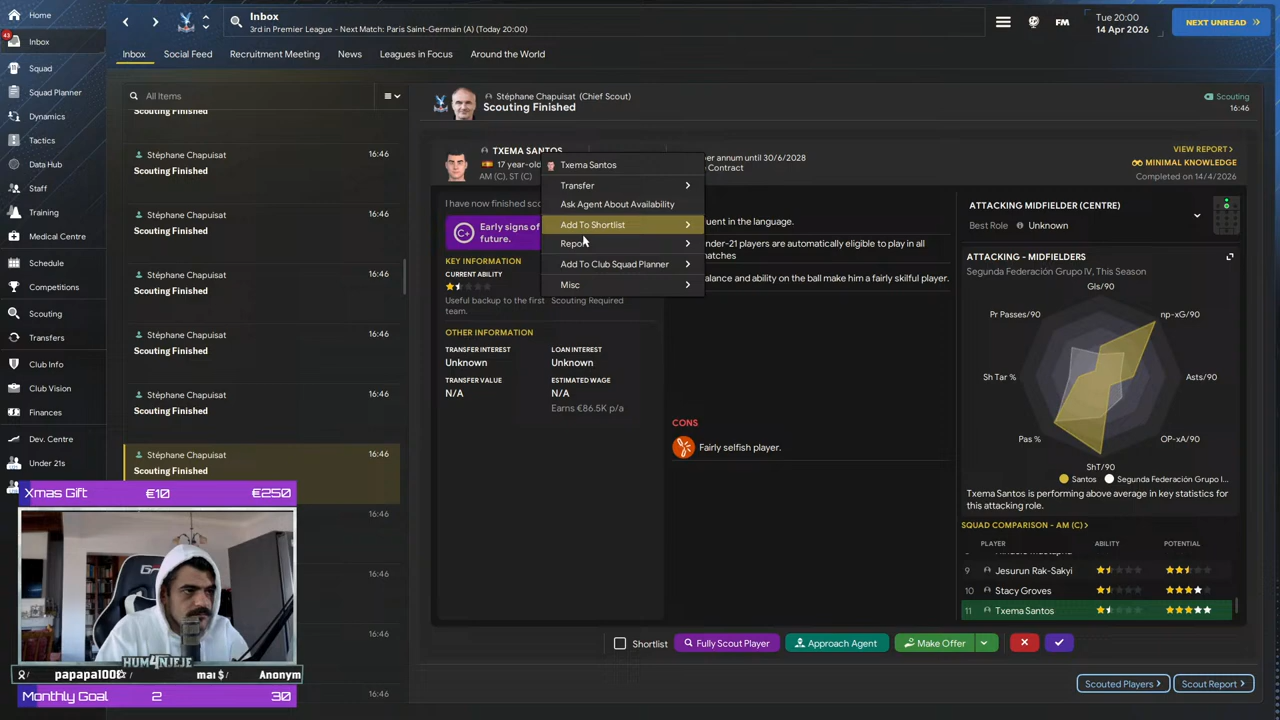 Home
Inbox
3rd in Premier League - Next Match: Paris Saint-Germain (A) (Today 20:00)
FM
Tue 20:00
14 Apr 2026
NEXT UNREAD
43
Inbox
Squad
Squad Planner
Dynamics
Tactics
Data Hub
Staff
Training
Medical Centre
Schedule
Competitions
Scouting
Transfers
Club Info
Club Vision
Finances
Dev. Centre
Under 21s
Inbox
Social Feed
Recruitment Meeting
News
Leagues in Focus
Around the World
All Items
Scouting Finished
Stéphane Chapuisat
16:46
Scouting Finished
Stéphane Chapuisat
16:46
Scouting Finished
Stéphane Chapuisat
16:46
Scouting Finished
Stéphane Chapuisat
16:46
Scouting Finished
Stéphane Chapuisat
16:46
Scouting Finished
Stéphane Chapuisat
16:46
Scouting Finished
16:46
16:46
16:46
16:46
Stéphane Chapuisat (Chief Scout)
Scouting Finished
Scouting
16:46
TXEMA SANTOS
17 year-old
AM (C), ST (C)
per annum until 30/6/2028
Contract
VIEW REPORT
MINIMAL KNOWLEDGE
Completed on 14/4/2026
I have now finished
C+
Early signs of
future.
KEY INFORMATION
CURRENT ABILITY
Useful backup to the first team.
Scouting Required
OTHER INFORMATION
TRANSFER INTEREST
Unknown
LOAN INTEREST
Unknown
TRANSFER VALUE
N/A
ESTIMATED WAGE
N/A
Earns €86.5K p/a
Txema Santos
Transfer
Ask Agent About Availability
Add To Shortlist
Report
Add To Club Squad Planner
Misc
in the language.
under-21 players are automatically eligible to play in all
matches
balance and ability on the ball make him a fairly skilful player.
CONS
Fairly selfish player.
ATTACKING MIDFIELDER (CENTRE)
Best Role
Unknown
ATTACKING - MIDFIELDERS
Segunda Federación Grupo IV, This Season
Gls/90
np-xG/90
Asts/90
OP-xA/90
ShT/90
Pas %
Sh Tar %
Pr Passes/90
Santos
Segunda Federación Grupo I...
Txema Santos is performing above average in key statistics for
this attacking role.
SQUAD COMPARISON - AM (C)
PLAYER
ABILITY
POTENTIAL
9 Jesurun Rak-Sakyi
10 Stacy Groves
11 Txema Santos
Shortlist
Fully Scout Player
Approach Agent
Make Offer
Scouted Players
Scout Report
Xmas Gift
€10
€250
HUM4NJEJE
papapal000
mai $
Anonym
Monthly Goal
2
30